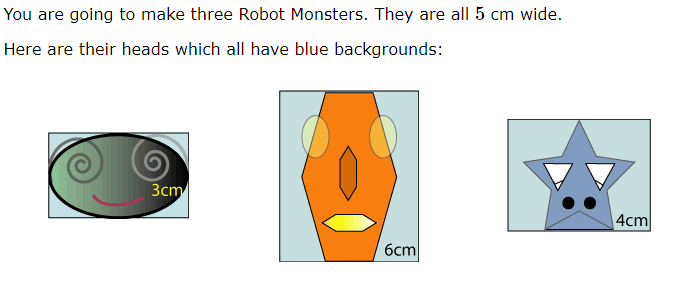 You are going to make three Robot Monsters. They are all 5 cm wide.
Here are their heads which all have blue backgrounds:
3cm
6cm
4cm